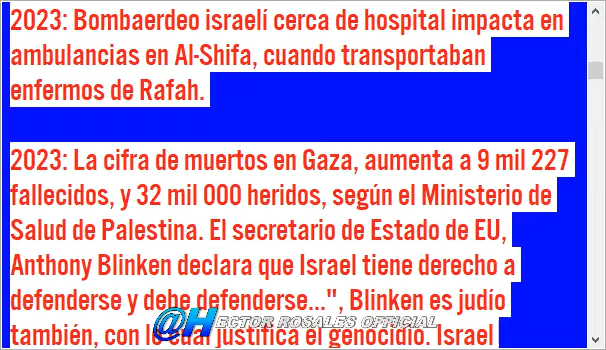 2023: Bombaerdeo israelí cerca de hospital impacta en
ambulancias en Al-Shifa, cuando transportaban
enfermos de Rafah.
2023: La cifra de muertos en Gaza, aumenta a 9 mil 227
fallecidos, y 32 mil 000 heridos, según el Ministerio de
Salud de Palestina. El secretario de Estado de EU,
Anthony Blinken declara que Israel tiene derecho a
defenderse y debe defenderse...", Blinken es judío
también, con lo cual justifica el genocidio. Israel
@HECTOR ROSALES OFFICIAL